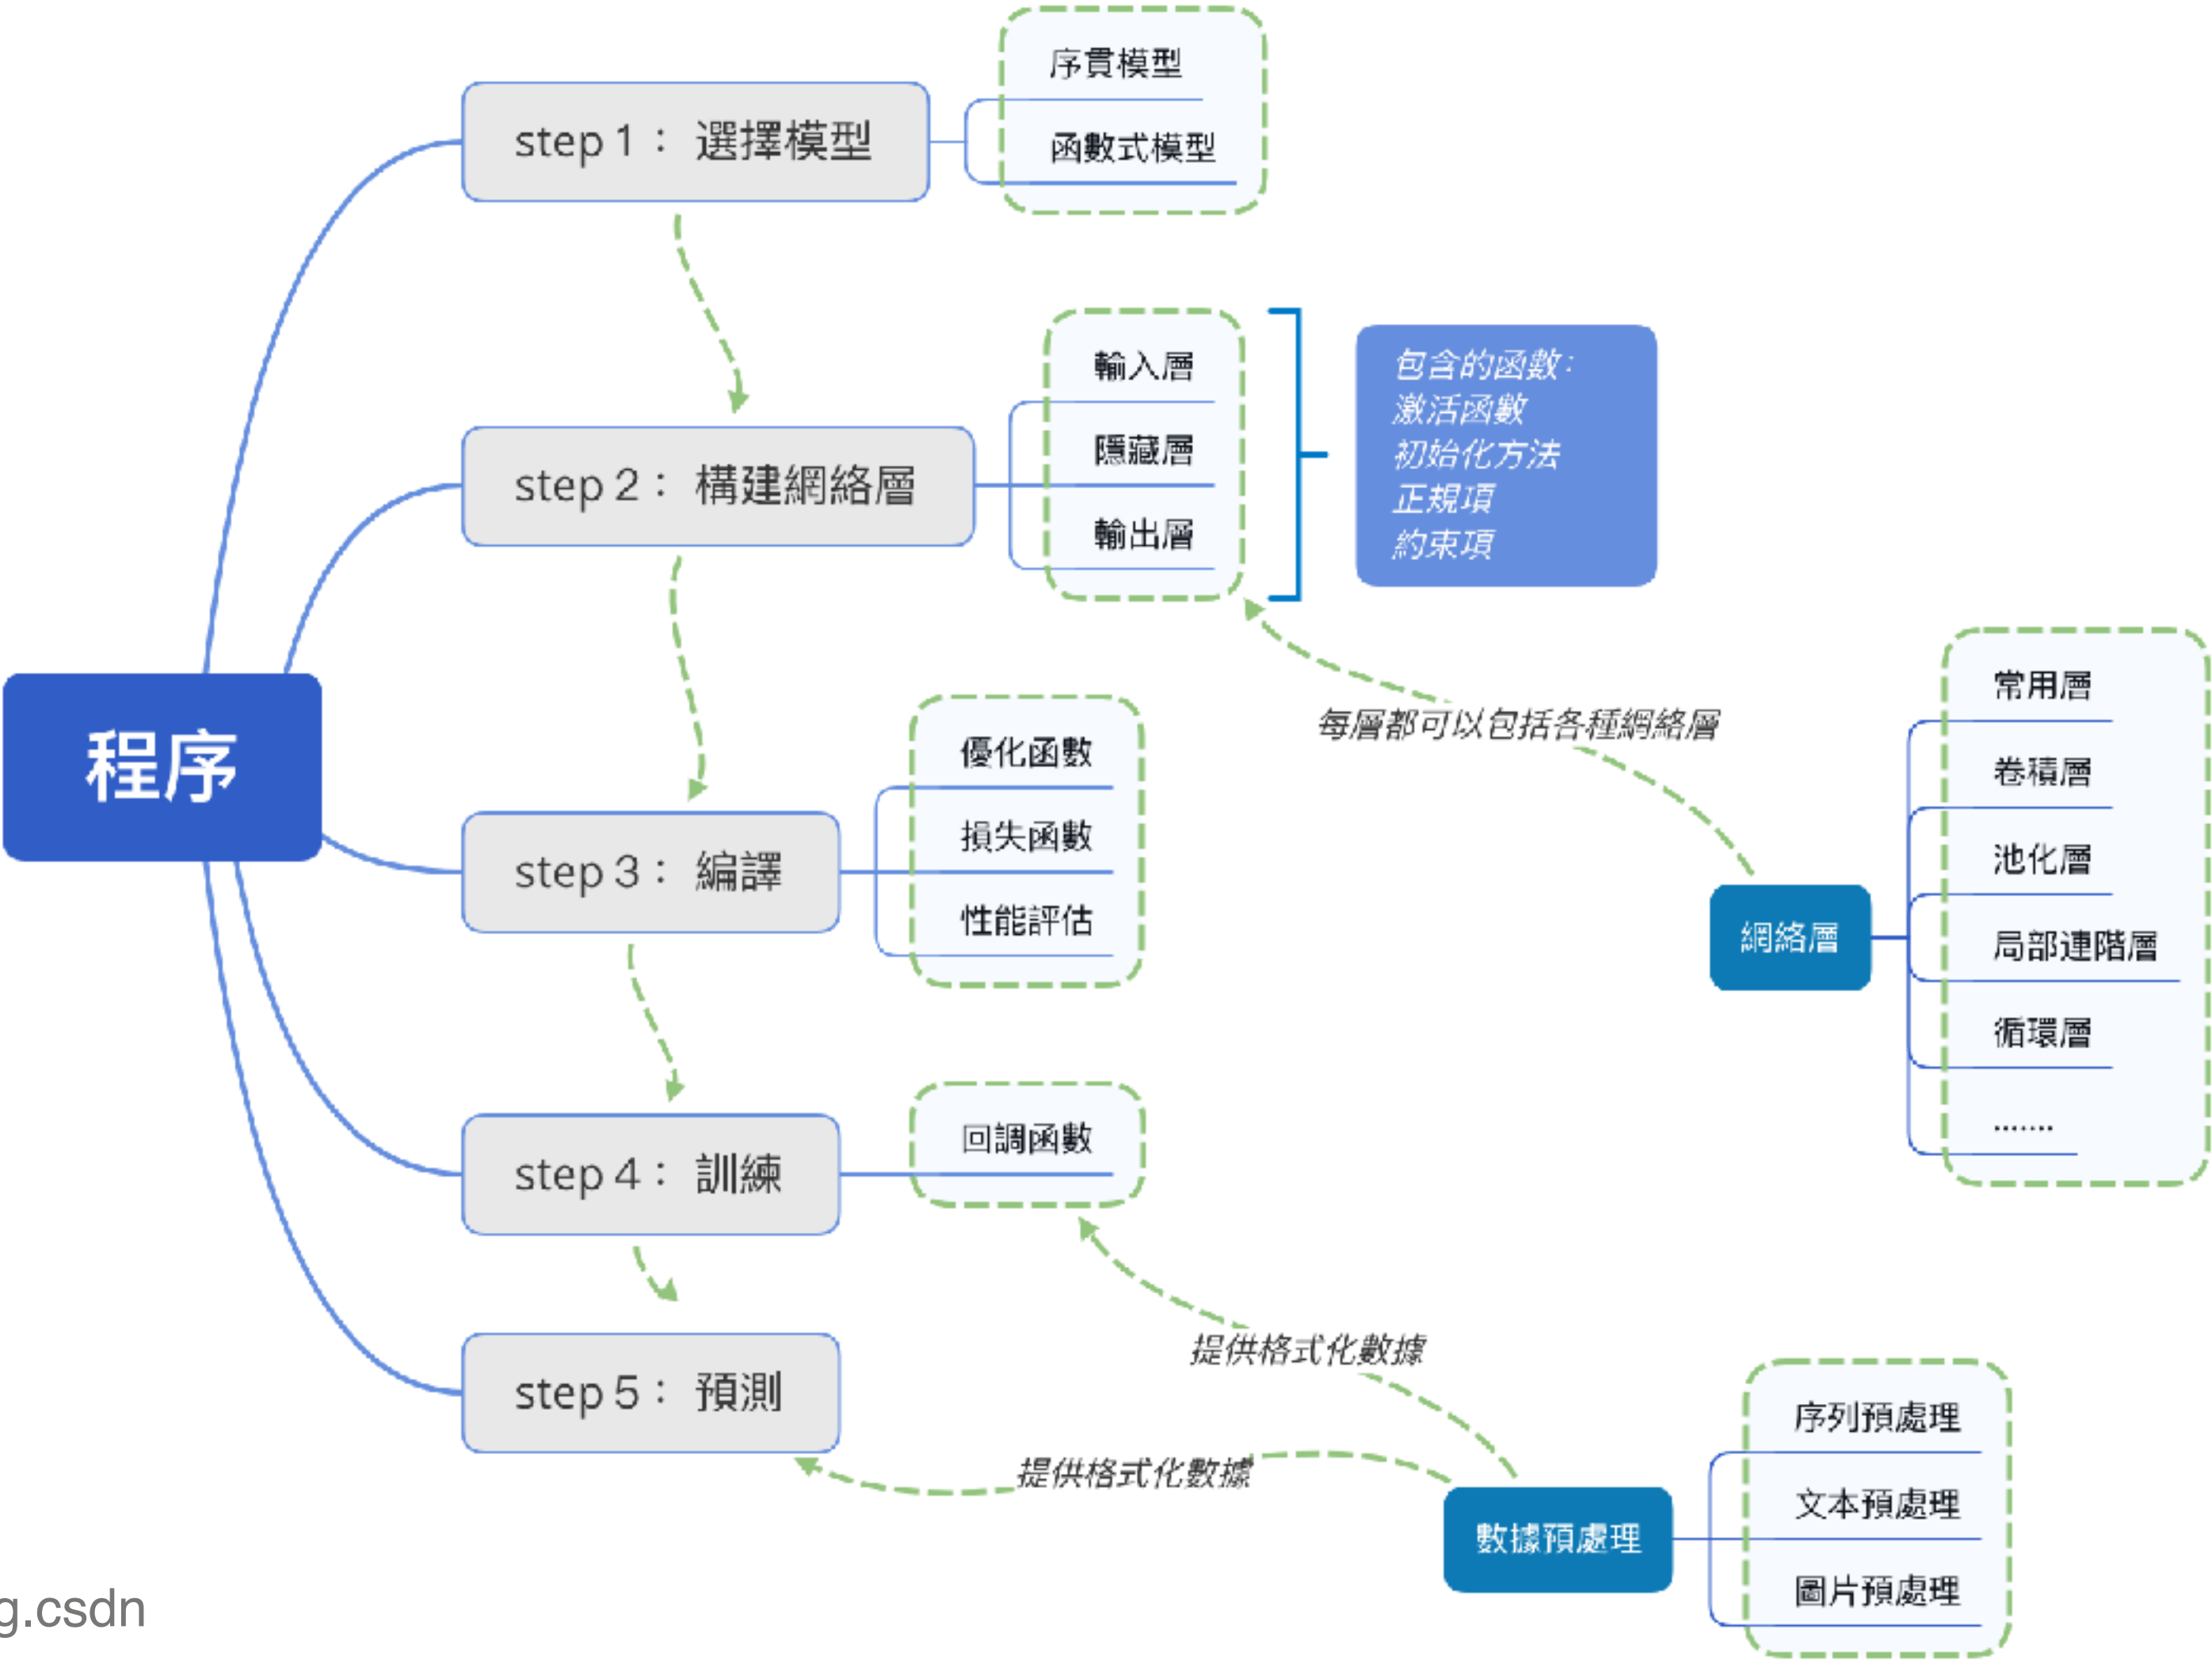 序貫模型
step 1： 選擇模型
函數式模型
輸入層
包含的函數：
激活函數
初始化方法
正規項
約束項
隱藏層
step 2： 構建網絡層
輸出層
常用層
每層都可以包括各種網絡層
卷積層
程序
優化函數
損失函數
池化層
step 3： 編譯
性能評估
網絡層
局部連階層
循環層
.......
回調函數
step 4： 訓練
提供格式化數據
step 5： 預測
序列預處理
提供格式化數據
文本預處理
數據預處理
圖片預處理
g.csdn